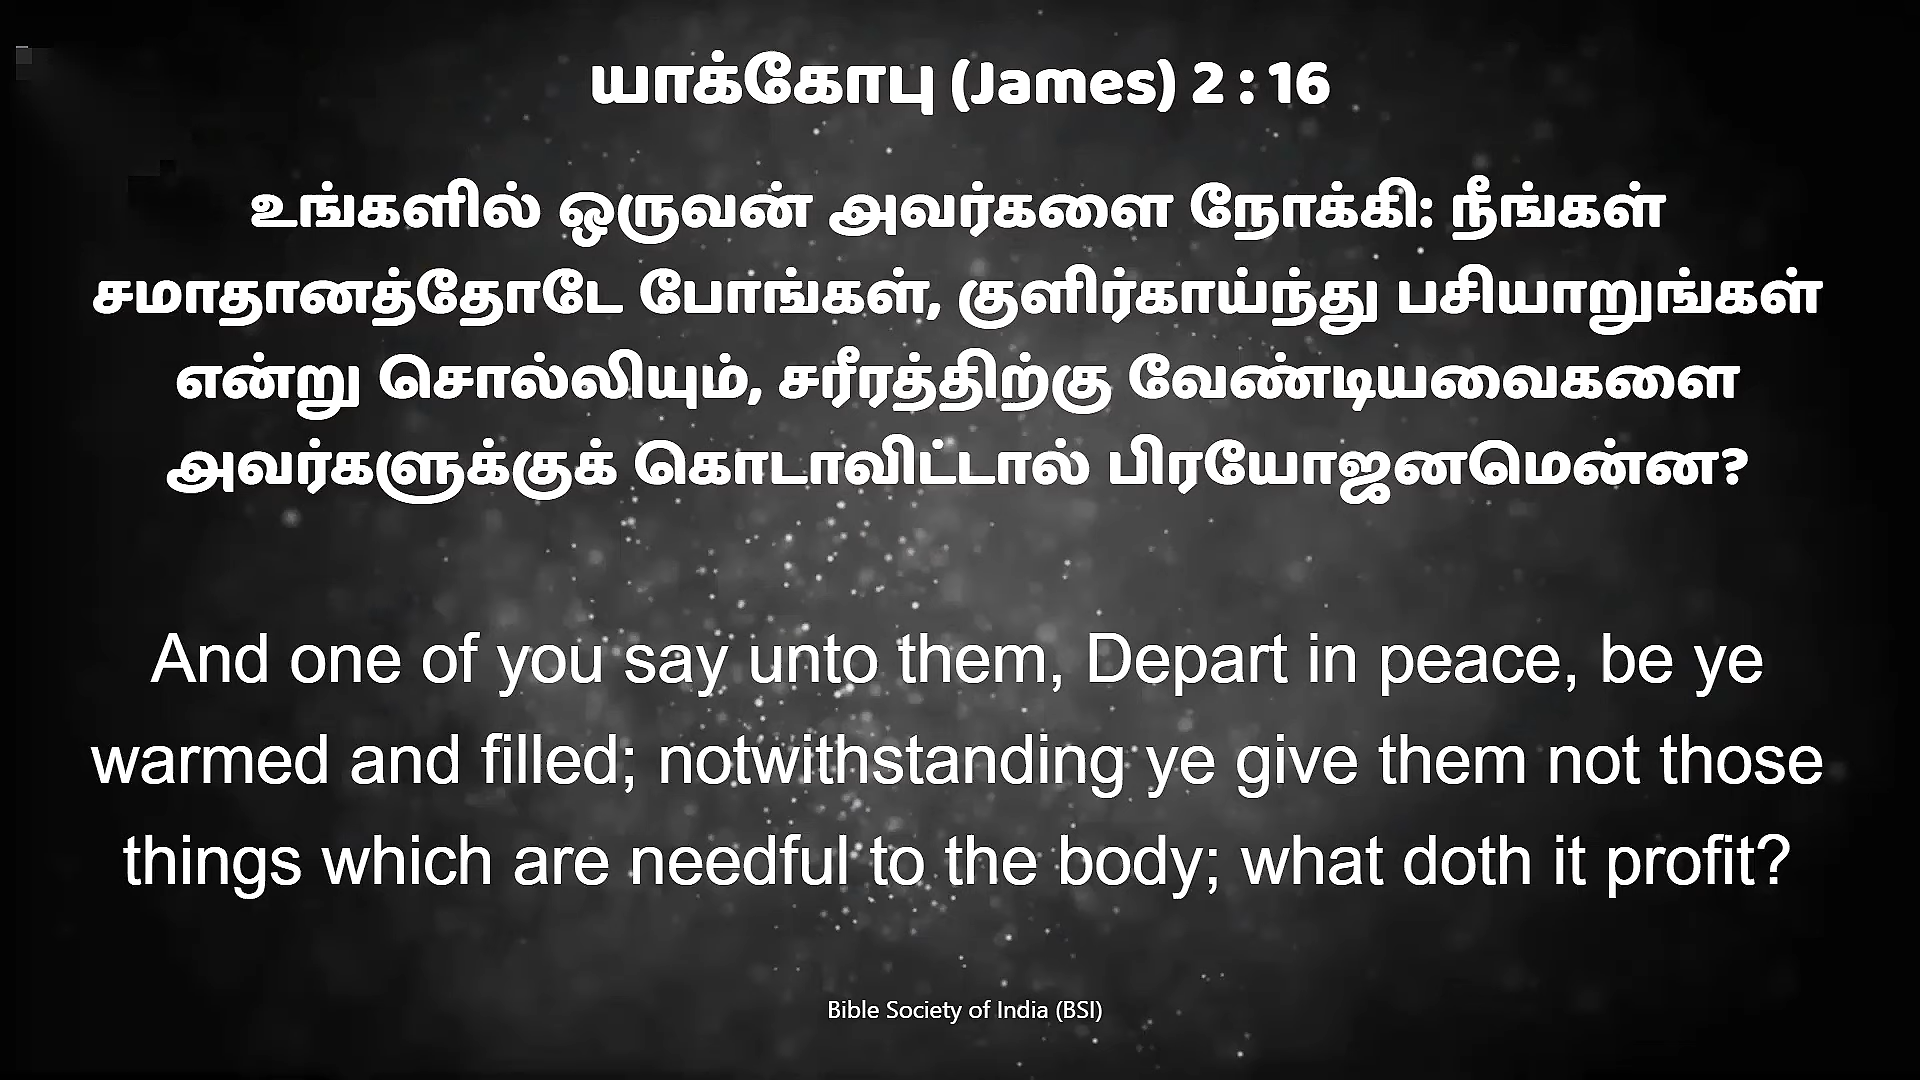 யாக்கோபு (James) 2 : 16
உங்களில் ஒருவன் அவர்களை நோக்கி: நீங்கள்
சமாதானத்தோடே போங்கள், குளிர்காய்ந்து பசியாறுங்கள்
என்று சொல்லியும், சரீரத்திற்கு வேண்டியவைகளை
அவர்களுக்குக் கொடாவிட்டால் பிரயோஜனமென்ன?
And one of you say unto them, Depart in peace, be ye
warmed and filled; notwithstanding ye give them not those
things which are needful to the body; what doth it profit?
Bible Society of India (BSI)